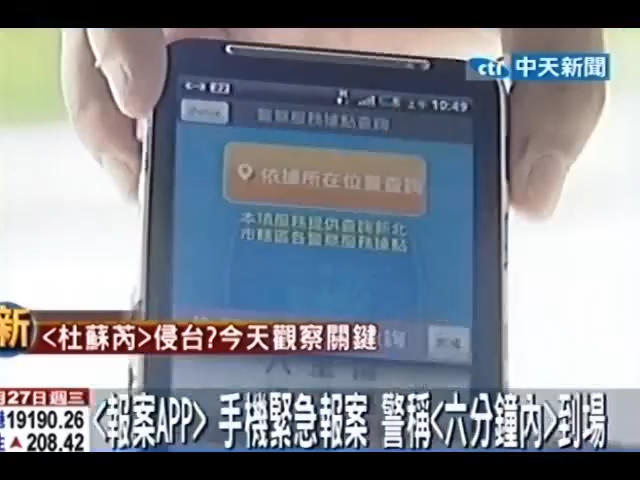 cti 中天新聞
上午 10:49
警察服務據點查詢
依據所在位置查詢
本項服務提供查詢新北
市轄區各警察服務據點
新 <杜蘇芮>侵台?今天觀察關鍵
月27日週三
19190.26
▲ 208.42
<報案APP> 手機緊急報案 警稱<六分鐘內>到場